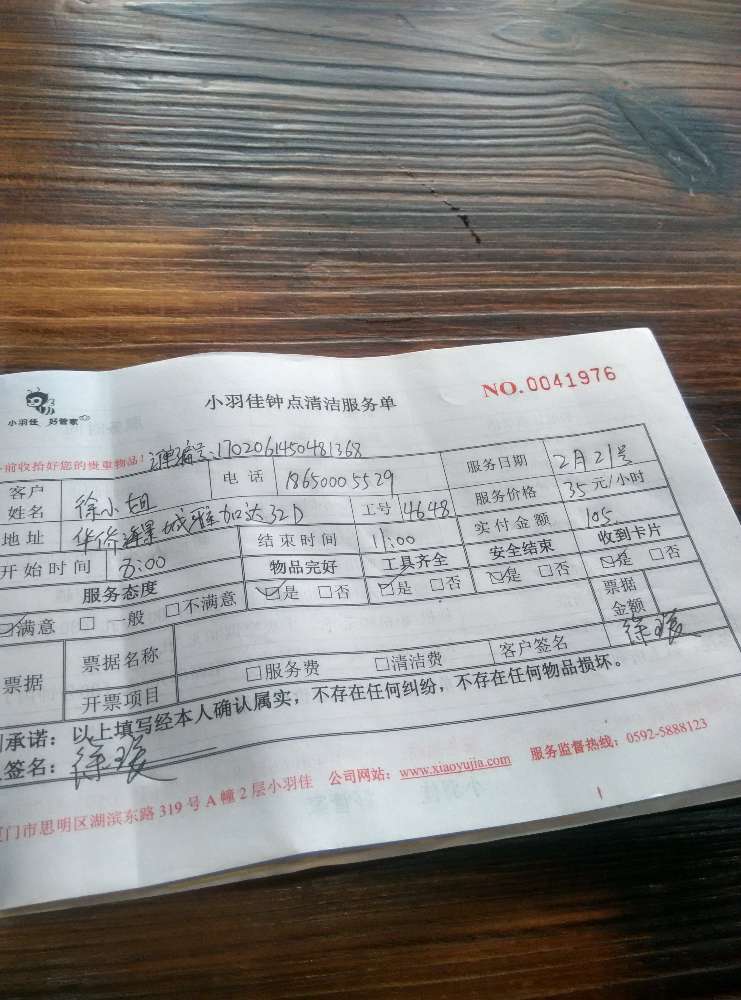 小羽佳 好管家
小羽佳钟点清洁服务单
NO.0041976
前收拾好您的贵重物品!
订单编号:1702061450481368
客户姓名 徐小姐 电话 18650005529 服务日期 2月21号
地址 华侨海景城雅加达32D 工号 4648 服务价格 35元/小时
开始时间 8:00 结束时间 11:00 实付金额 105
服务态度 物品完好 工具齐全 安全结束 收到卡片
☑满意 □一般 □不满意 ☑是 □否 ☑是 □否 ☑是 □否 ☑是 □否
票据 票据名称 票据金额
开票项目 □服务费 □清洁费 客户签名 徐瑷
承诺:以上填写经本人确认属实,不存在任何纠纷,不存在任何物品损坏。
签名:徐瑷
门市思明区湖滨东路319号A幢2层小羽佳 公司网站:www.xiaoyujia.com 服务监督热线:0592-5888123